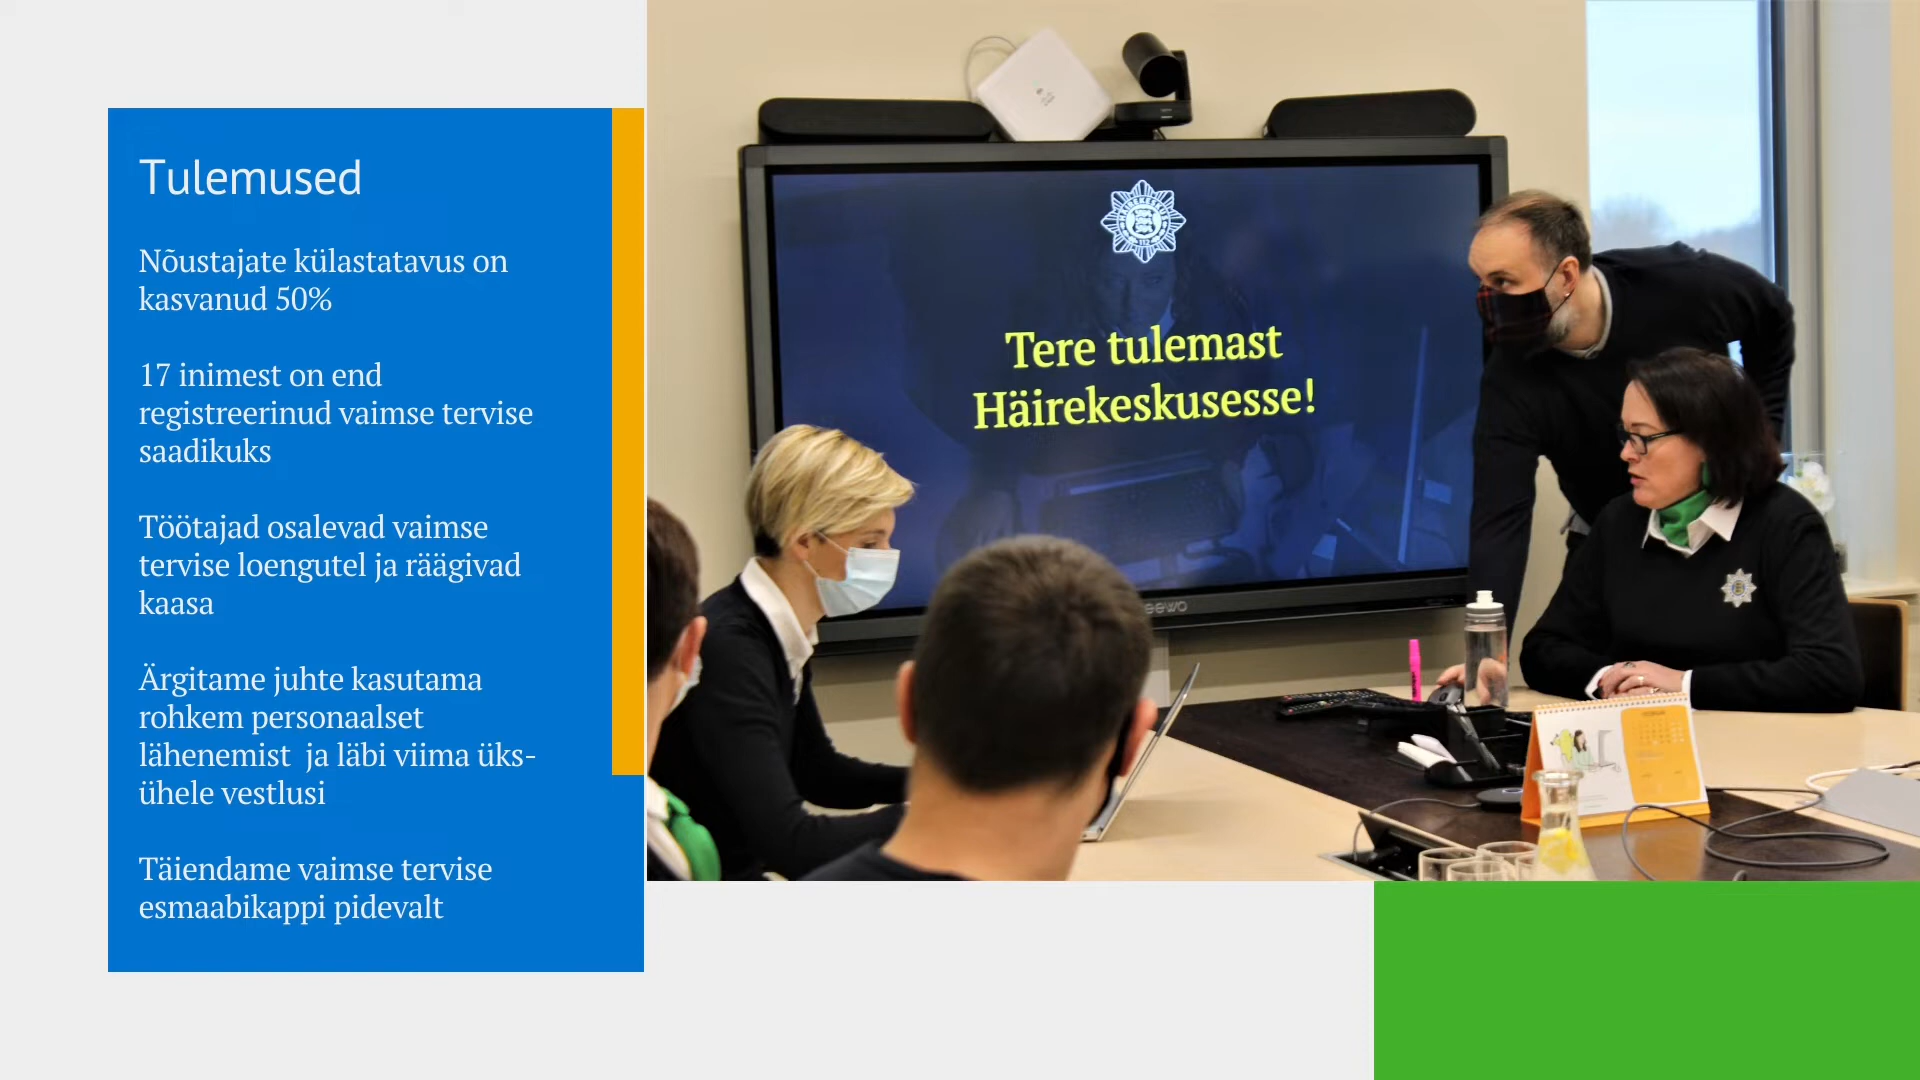 Tulemused
Nõustajate külastatavus on
kasvanud 50%
17 inimest on end
registreerinud vaimse tervise
saadikuks
Töötajad osalevad vaimse
tervise loengutel ja räägivad
kaasa
Ärgitame juhte kasutama
rohkem personaalset
lähenemist  ja läbi viima üks-
ühele vestlusi
Täiendame vaimse tervise
esmaabikappi pidevalt
HÄIREKESKUS
112
Tere tulemast
Häirekeskusesse!